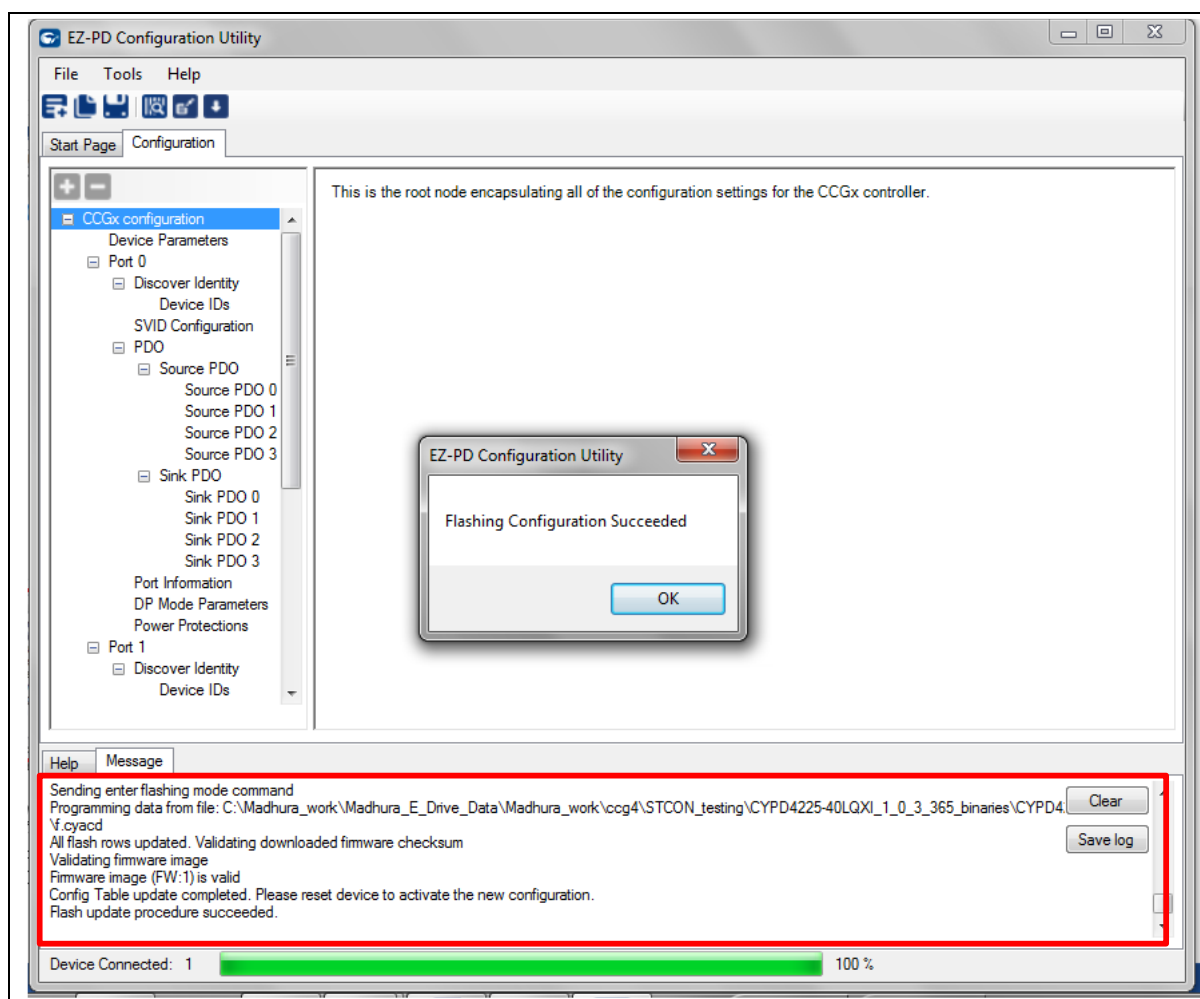 EZ-PD Configuration Utility
File Tools Help
Start Page Configuration
This is the root node encapsulating all of the configuration settings for the CCGx controller.
CCGx configuration
Device Parameters
Port 0
Discover Identity
Device IDs
SVID Configuration
PDO
Source PDO
Source PDO 0
Source PDO 1
Source PDO 2
Source PDO 3
Sink PDO
Sink PDO 0
Sink PDO 1
Sink PDO 2
Sink PDO 3
Port Information
DP Mode Parameters
Power Protections
Port 1
Discover Identity
Device IDs
EZ-PD Configuration Utility
Flashing Configuration Succeeded
OK
Help Message
Sending enter flashing mode command
Programming data from file: C:\Madhura_work\Madhura_E_Drive_Data\Madhura_work\ccg4\STCON_testing\CYPD4225-40LQXI_1_0_3_365_binaries\CYPD4
\f.cyacd
All flash rows updated. Validating downloaded firmware checksum
Validating firmware image
Firmware image (FW:1) is valid
Config Table update completed. Please reset device to activate the new configuration.
Flash update procedure succeeded.
Clear
Save log
Device Connected: 1
100 %